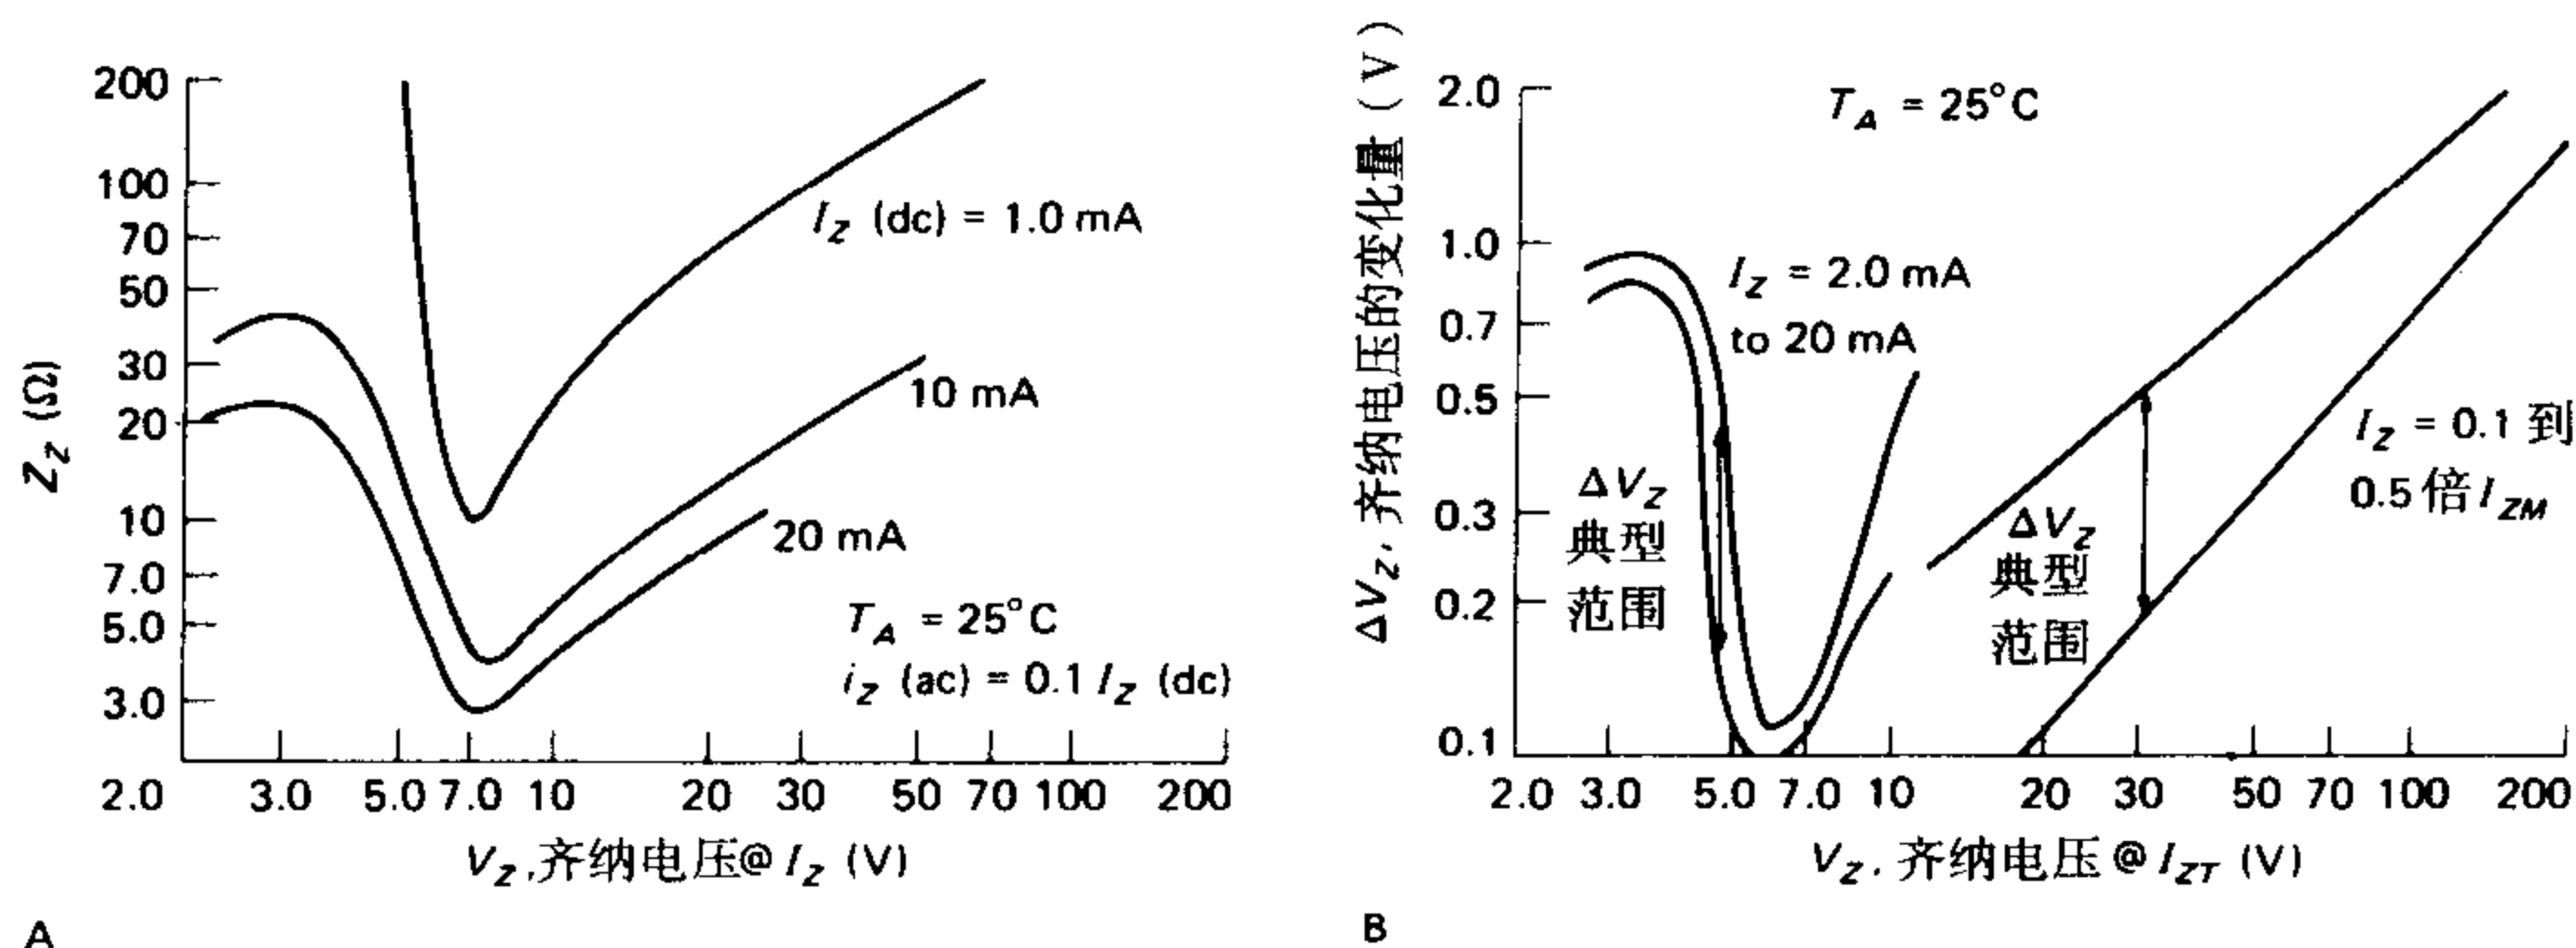 Z_Z (Ω)
200
100
70
50
30
20
10
7.0
5.0
3.0
I_Z (dc) = 1.0 mA
10 mA
20 mA
T_A = 25°C
i_Z (ac) = 0.1 I_Z (dc)
2.0 3.0 5.0 7.0 10 20 30 50 70 100 200
V_Z,齐纳电压@ I_Z (V)
A
ΔV_Z, 齐纳电压的变化量 (V)
2.0
1.0
0.7
0.5
0.3
0.2
0.1
T_A = 25°C
I_Z = 2.0 mA
to 20 mA
ΔV_Z
典型
范围
ΔV_Z
典型
范围
I_Z = 0.1 到
0.5 倍 I_ZM
2.0 3.0 5.0 7.0 10 20 30 50 70 100 200
V_Z, 齐纳电压 @ I_ZT (V)
B